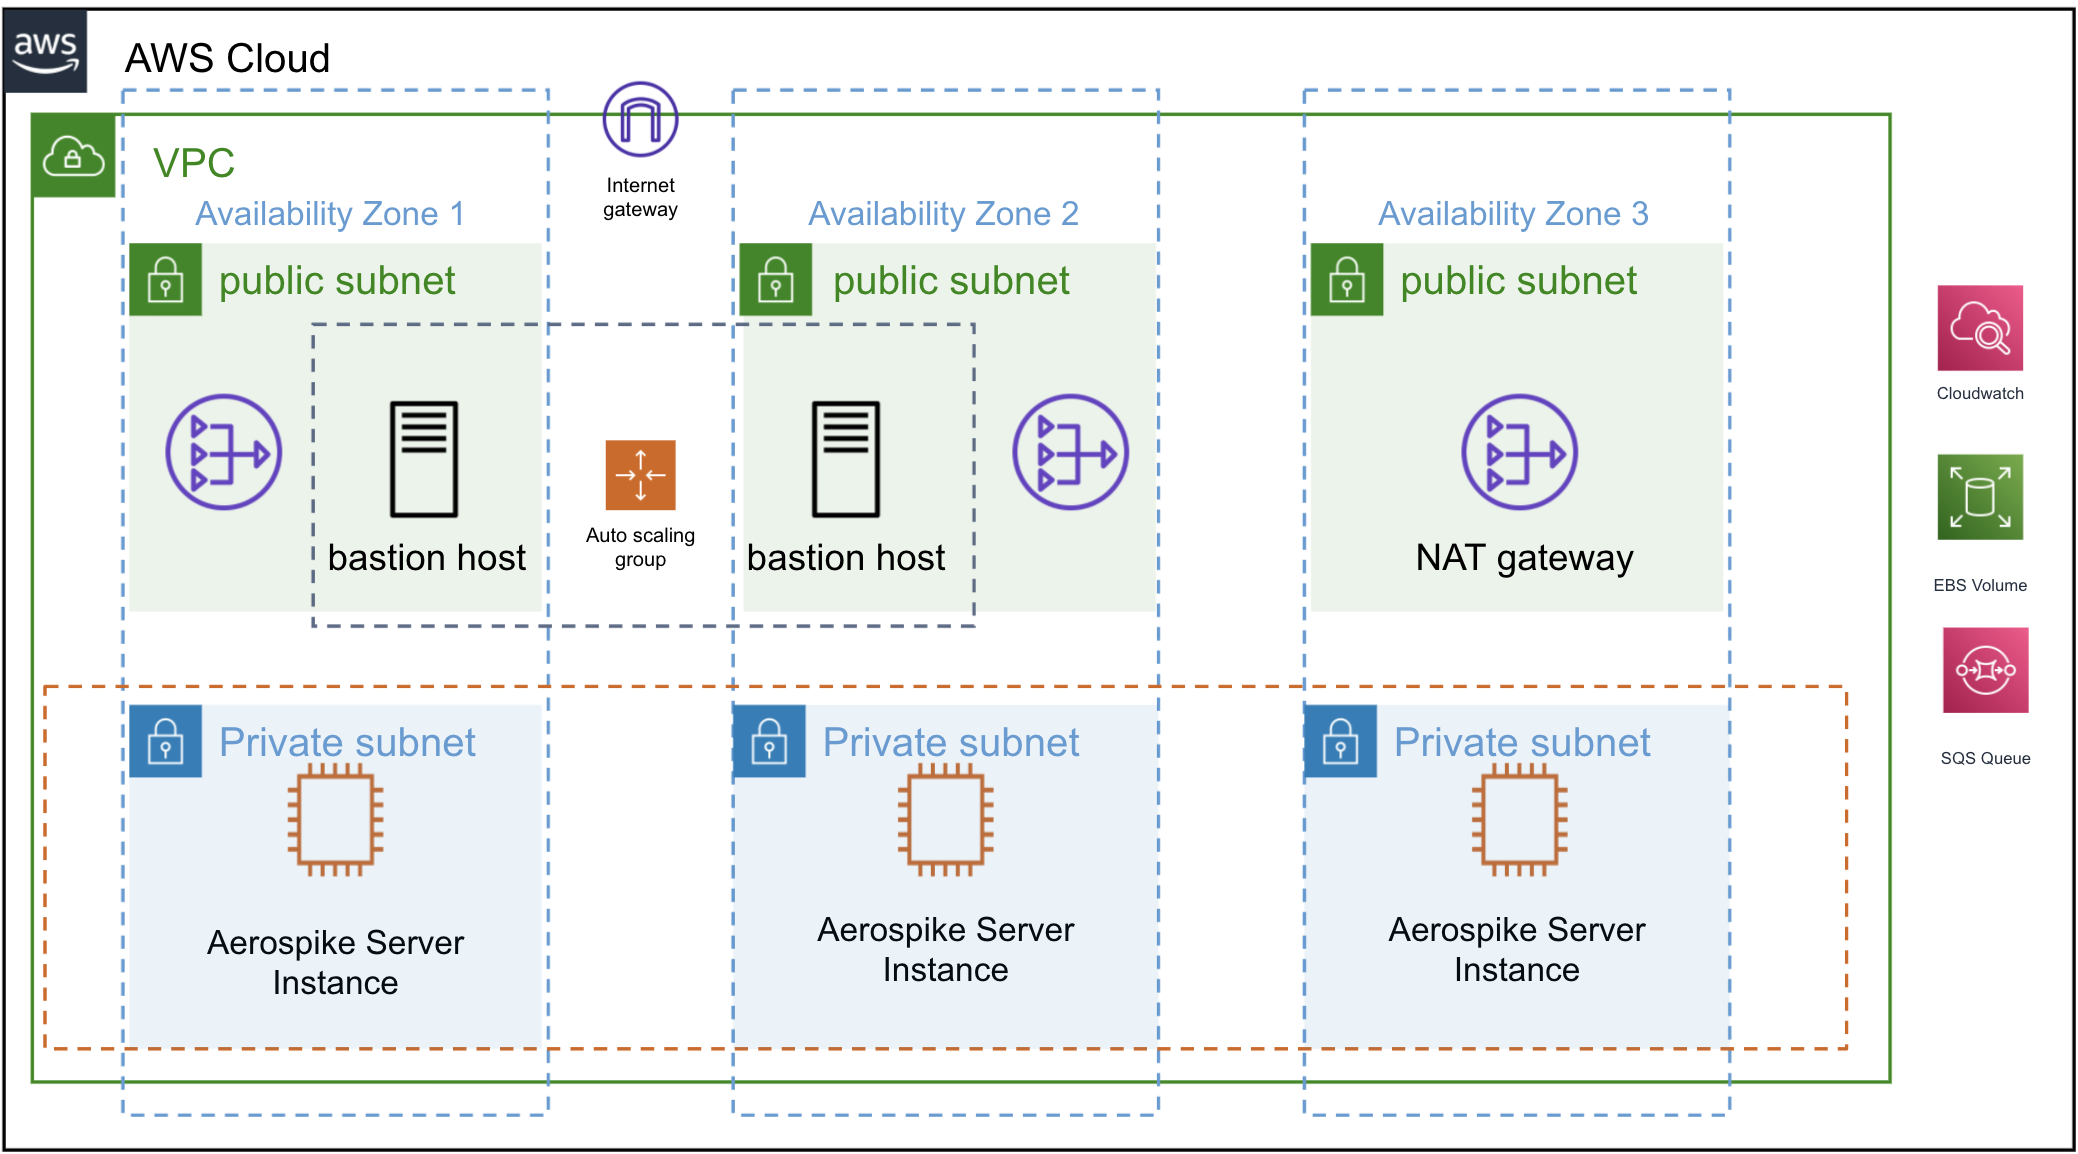 aws
AWS Cloud
VPC
Internet
gateway
Availability Zone 1
Availability Zone 2
Availability Zone 3
public subnet
public subnet
public subnet
Cloudwatch
bastion host
Auto scaling
group
bastion host
NAT gateway
EBS Volume
Private subnet
Private subnet
Private subnet
SQS Queue
Aerospike Server
Instance
Aerospike Server
Instance
Aerospike Server
Instance